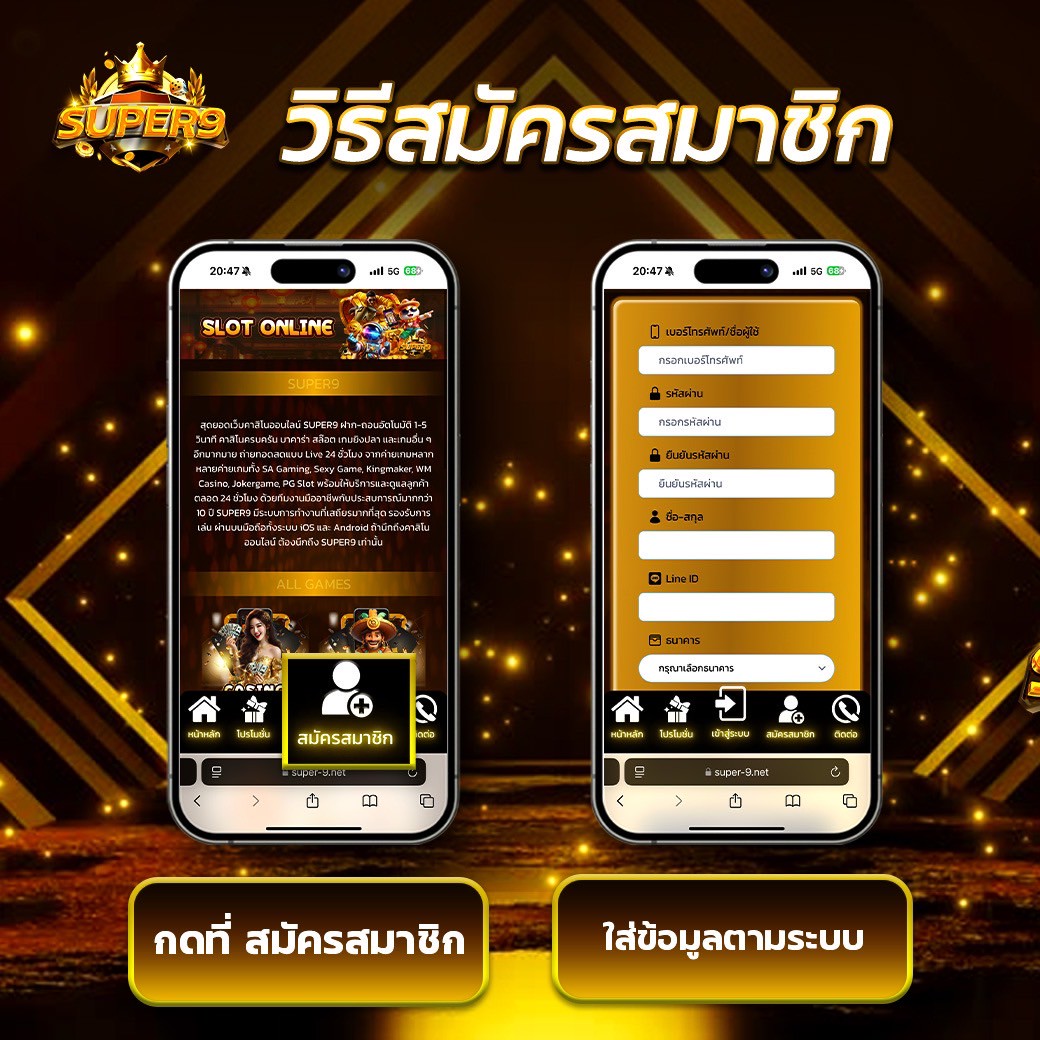 SUPER9
วิธีสมัครสมาชิก
20:47
5G
68
SLOT ONLINE
SUPER9
SUPER9
สุดยอดเว็บคาสิโนออนไลน์ SUPER9 ฝาก-ถอนอัตโนมัติ 1-5
วินาที คาสิโนครบครัน บาคาร่า สล๊อต เกมยิงปลา และเกมอื่น ๆ
อีกมากมาย ถ่ายทอดสดแบบ Live 24 ชั่วโมง จากค่ายเกมหลาก
หลายค่ายเกมทั้ง SA Gaming, Sexy Game, Kingmaker, WM
Casino, Jokergame, PG Slot พร้อมให้บริการและดูแลลูกค้า
ตลอด 24 ชั่วโมง ด้วยทีมงานมืออาชีพกับประสบการณ์มากกว่า
10 ปี SUPER9 มีระบบการทำงานที่เสถียรมากที่สุด รองรับการ
เล่น ผ่านบนมือถือทั้งระบบ iOS และ Android ถ้านึกถึงคาสิโน
ออนไลน์ ต้องนึกถึง SUPER9 เท่านั้น
ALL GAMES
CASINO
หน้าหลัก
โปรโมชั่น
สมัครสมาชิก
super-9.net
20:47
5G
68
เบอร์โทรศัพท์/ชื่อผู้ใช้
กรอกเบอร์โทรศัพท์
รหัสผ่าน
กรอกรหัสผ่าน
ยืนยันรหัสผ่าน
ยืนยันรหัสผ่าน
ชื่อ-สกุล
Line ID
ธนาคาร
กรุณาเลือกธนาคาร
หน้าหลัก
โปรโมชั่น
เข้าสู่ระบบ
สมัครสมาชิก
ติดต่อ
super-9.net
กดที่ สมัครสมาชิก
ใส่ข้อมูลตามระบบ